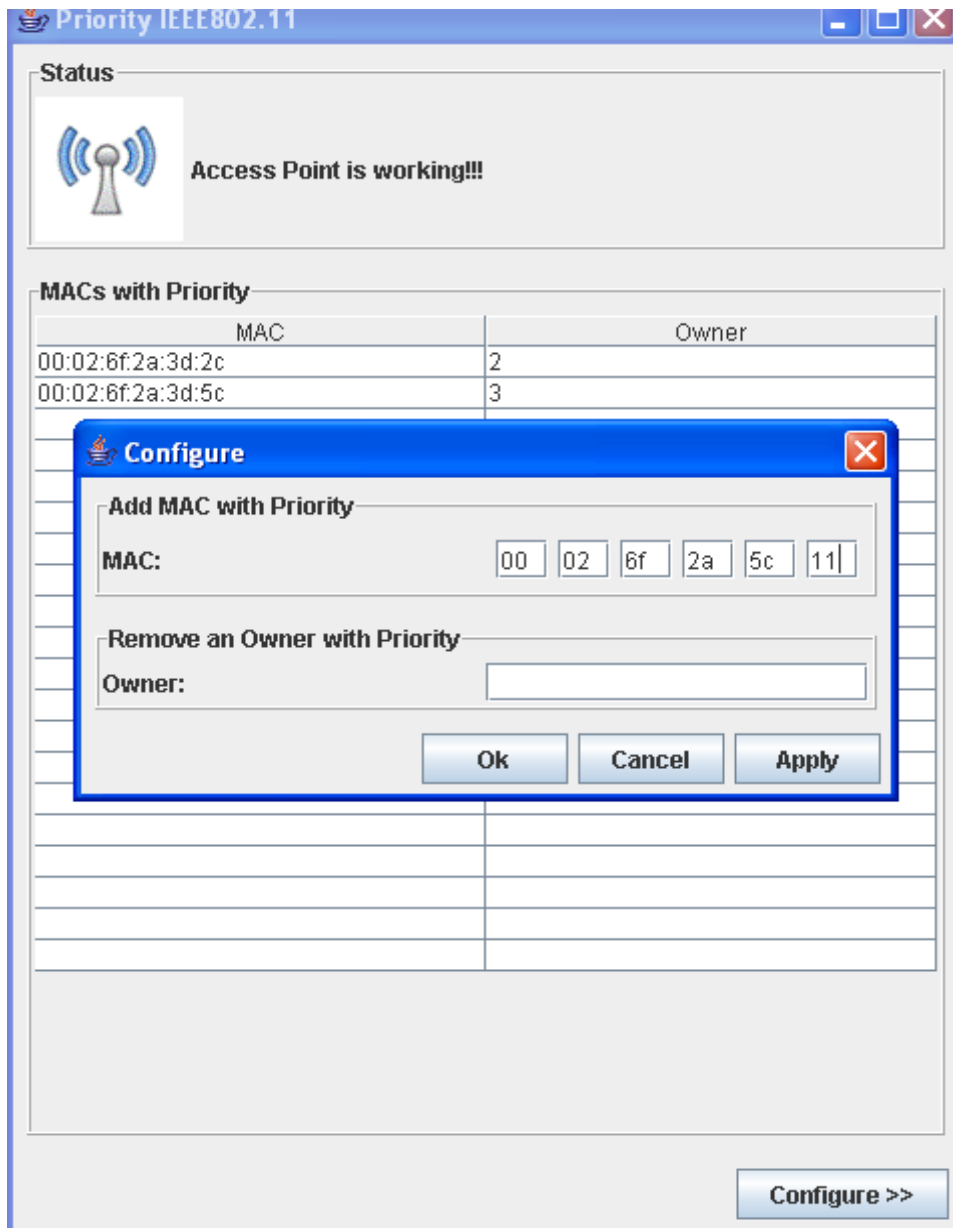 Priority IEEE802.11
Status
Access Point is working!!!
MACs with Priority
MAC Owner
00:02:6f:2a:3d:2c 2
00:02:6f:2a:3d:5c 3
Configure
Add MAC with Priority
MAC: 00 02 6f 2a 5c 11
Remove an Owner with Priority
Owner:
Ok Cancel Apply
Configure >>